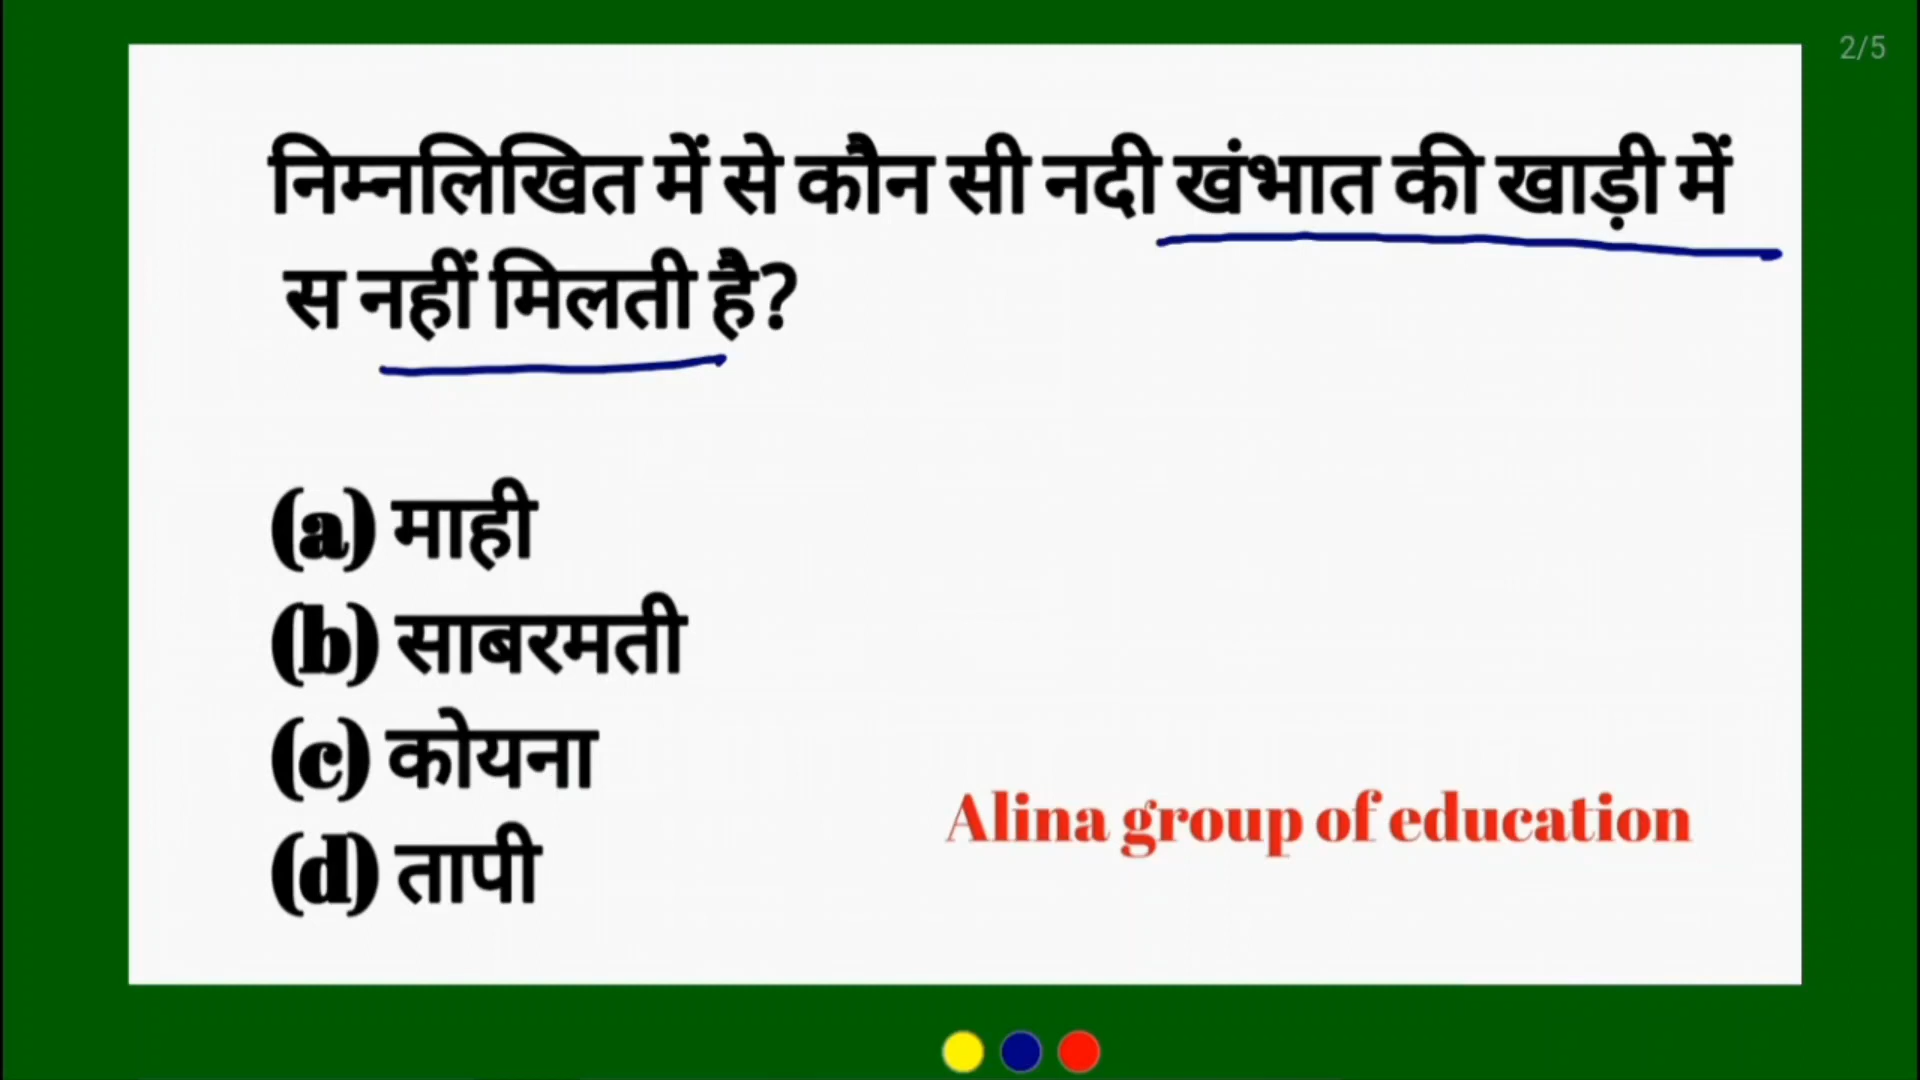 2/5
निम्नलिखित में से कौन सी नदी खंभात की खाड़ी में
स नहीं मिलती है?
(a) माही
(b) साबरमती
(c) कोयना
(d) तापी
Alina group of education